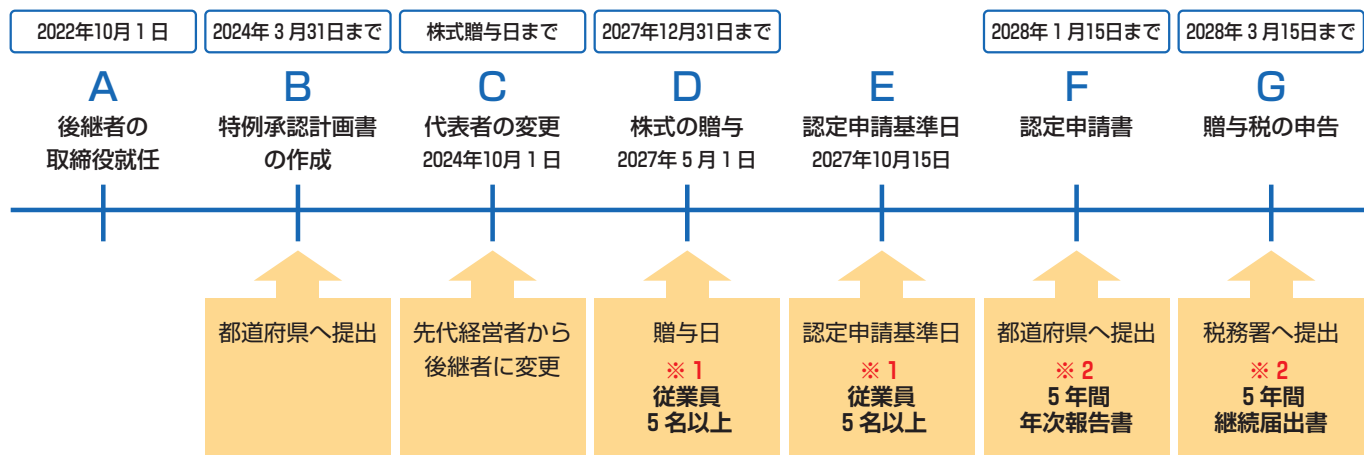 2022年10月1日
2024年3月31日まで
株式贈与日まで
2027年12月31日まで
2028年1月15日まで
2028年3月15日まで
A
後継者の
取締役就任
B
特例承認計画書
の作成
C
代表者の変更
2024年10月1日
D
株式の贈与
2027年5月1日
E
認定申請基準日
2027年10月15日
F
認定申請書
G
贈与税の申告
都道府県へ提出
先代経営者から
後継者に変更
贈与日
※1
従業員
5名以上
認定申請基準日
※1
従業員
5名以上
都道府県へ提出
※2
5年間
年次報告書
税務署へ提出
※2
5年間
継続届出書